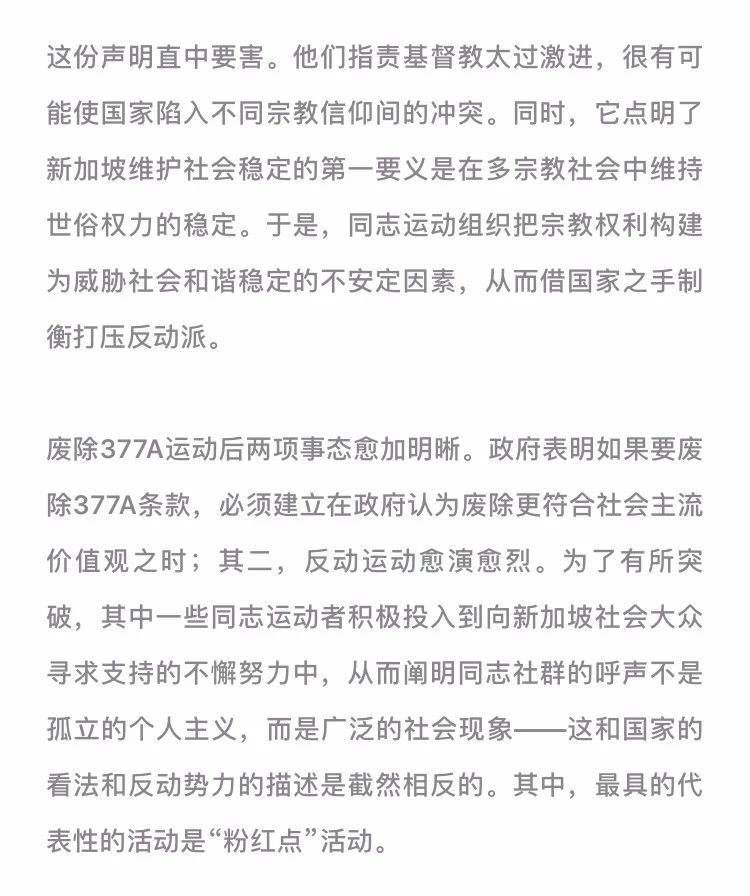 这份声明直中要害。他们指责基督教太过激进，很有可
能使国家陷入不同宗教信仰间的冲突。同时，它点明了
新加坡维护社会稳定的第一要义是在多宗教社会中维持
世俗权力的稳定。于是，同志运动组织把宗教权利构建
为威胁社会和谐稳定的不安定因素，从而借国家之手制
衡打压反动派。
废除377A运动后两项事态愈加明晰。政府表明如果要废
除377A条款，必须建立在政府认为废除更符合社会主流
价值观之时；其二，反动运动愈演愈烈。为了有所突
破，其中一些同志运动者积极投入到向新加坡社会大众
寻求支持的不懈努力中，从而阐明同志社群的呼声不是
孤立的个人主义，而是广泛的社会现象——这和国家的
看法和反动势力的描述是截然相反的。其中，最具的代
表性的活动是“粉红点”活动。